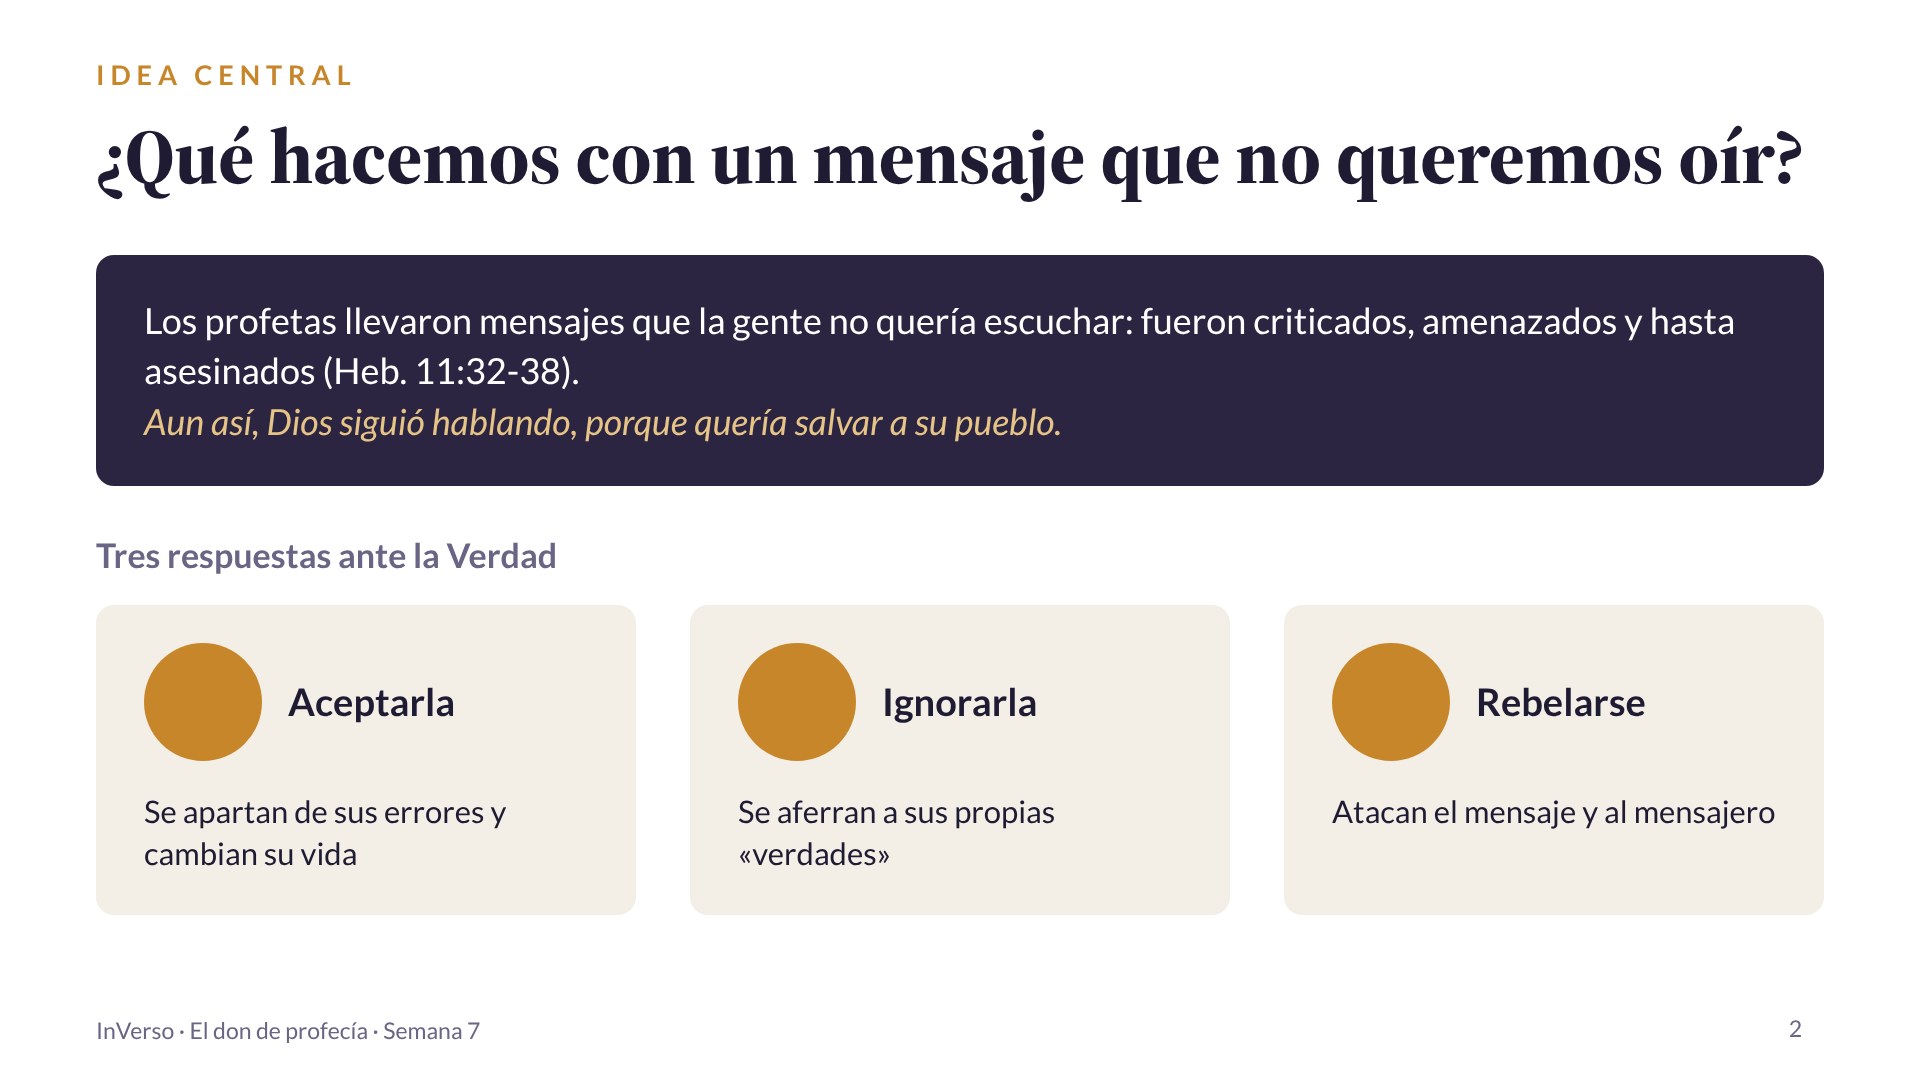 IDEA CENTRAL
¿Qué hacemos con un mensaje que no queremos oír?
Los profetas llevaron mensajes que la gente no quería escuchar: fueron criticados, amenazados y hasta
asesinados (Heb. 11:32-38).
Aun así, Dios siguió hablando, porque quería salvar a su pueblo.
Tres respuestas ante la Verdad
Aceptarla
Se apartan de sus errores y
cambian su vida
Ignorarla
Se aferran a sus propias
«verdades»
Rebelarse
Atacan el mensaje y al mensajero
InVerso · El don de profecía · Semana 7
2